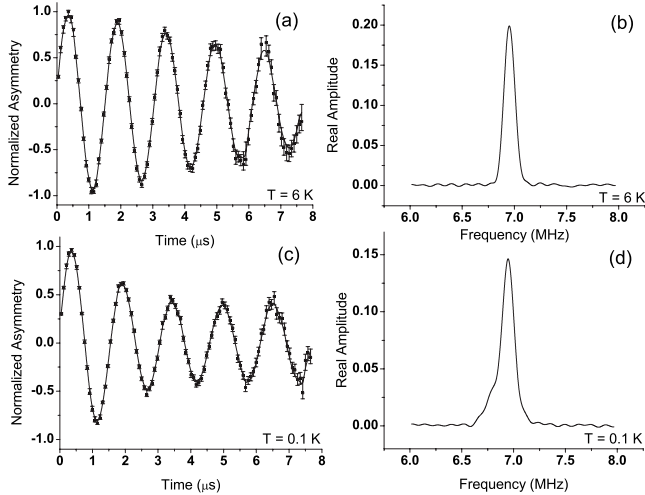 (a)
Normalized Asymmetry
1.0
0.5
0.0
-0.5
-1.0
T = 6 K
0 1 2 3 4 5 6 7 8
Time (μs)
(b)
Real Amplitude
0.20
0.15
0.10
0.05
0.00
T = 6 K
6.0 6.5 7.0 7.5 8.0
Frequency (MHz)
(c)
Normalized Asymmetry
1.0
0.5
0.0
-0.5
-1.0
T = 0.1 K
0 1 2 3 4 5 6 7 8
Time (μs)
(d)
Real Amplitude
0.15
0.10
0.05
0.00
T = 0.1 K
6.0 6.5 7.0 7.5 8.0
Frequency (MHz)